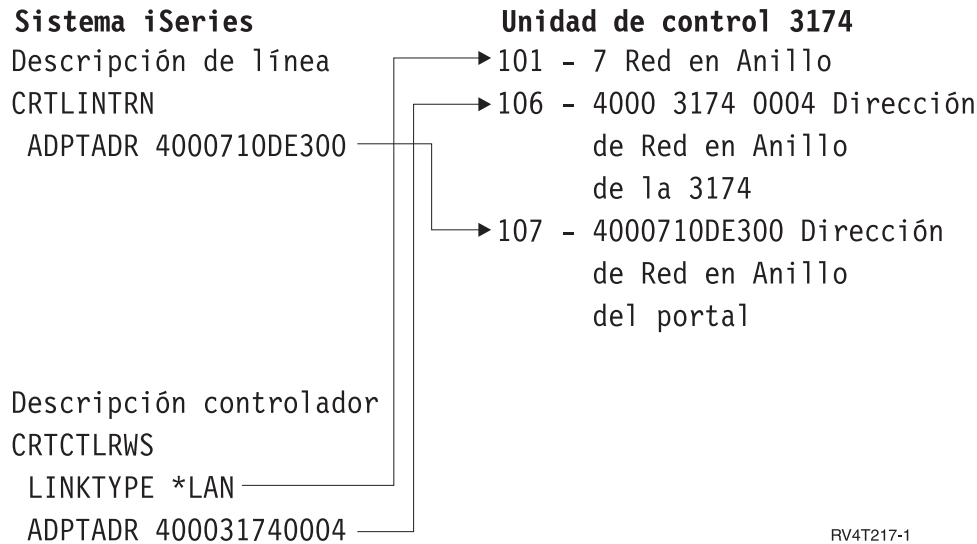 Sistema iSeries
Descripción de línea
CRTLINTRN
ADPTADR 4000710DE300
Descripción controlador
CRTCTLRWS
LINKTYPE *LAN
ADPTADR 400031740004
Unidad de control 3174
101 - 7 Red en Anillo
106 - 4000 3174 0004 Dirección
de Red en Anillo
de la 3174
107 - 4000710DE300 Dirección
de Red en Anillo
del portal
RV4T217-1